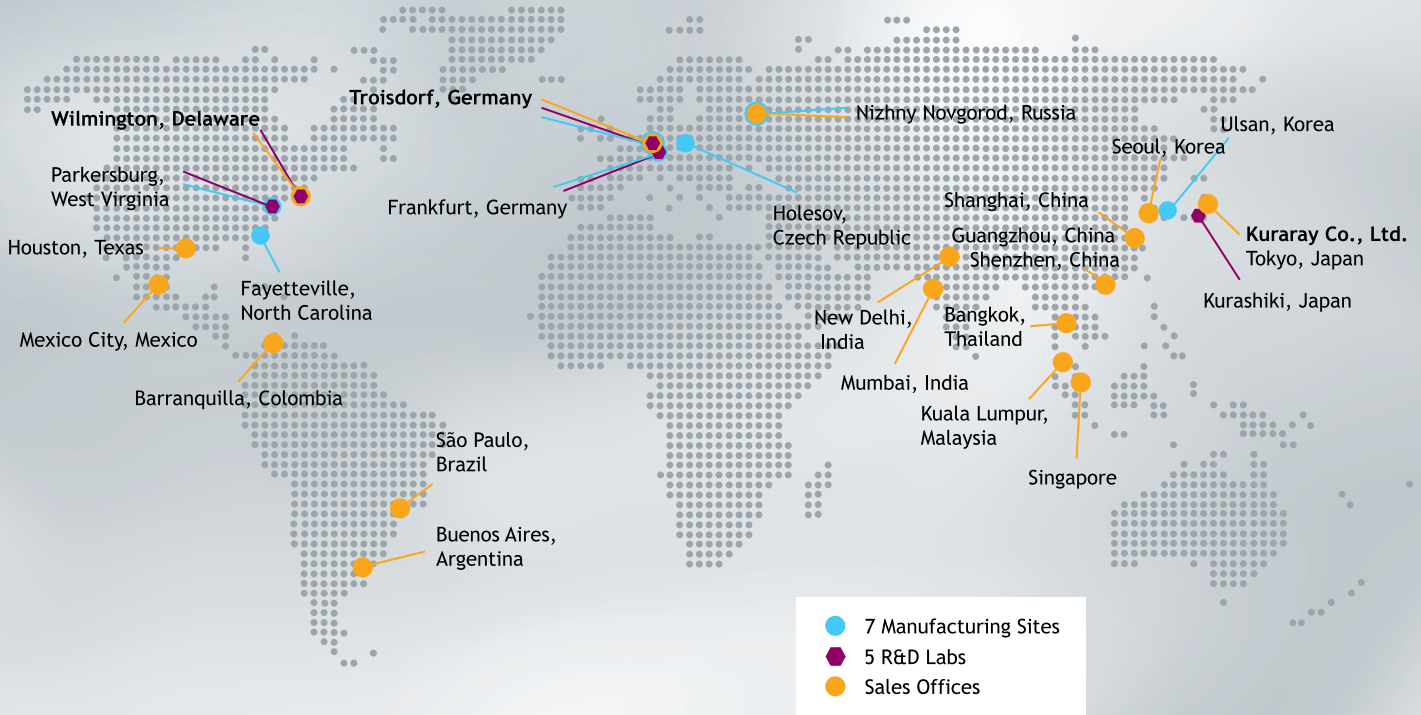 Troisdorf, Germany
Wilmington, Delaware
Nizhny Novgorod, Russia
Ulsan, Korea
Seoul, Korea
Parkersburg,
West Virginia
Frankfurt, Germany
Holesov,
Czech Republic
Shanghai, China
Guangzhou, China
Shenzhen, China
Kuraray Co., Ltd.
Tokyo, Japan
Houston, Texas
Fayetteville,
North Carolina
Kurashiki, Japan
Mexico City, Mexico
New Delhi,
India
Bangkok,
Thailand
Barranquilla, Colombia
Mumbai, India
Kuala Lumpur,
Malaysia
São Paulo,
Brazil
Singapore
Buenos Aires,
Argentina
7 Manufacturing Sites
5 R&D Labs
Sales Offices